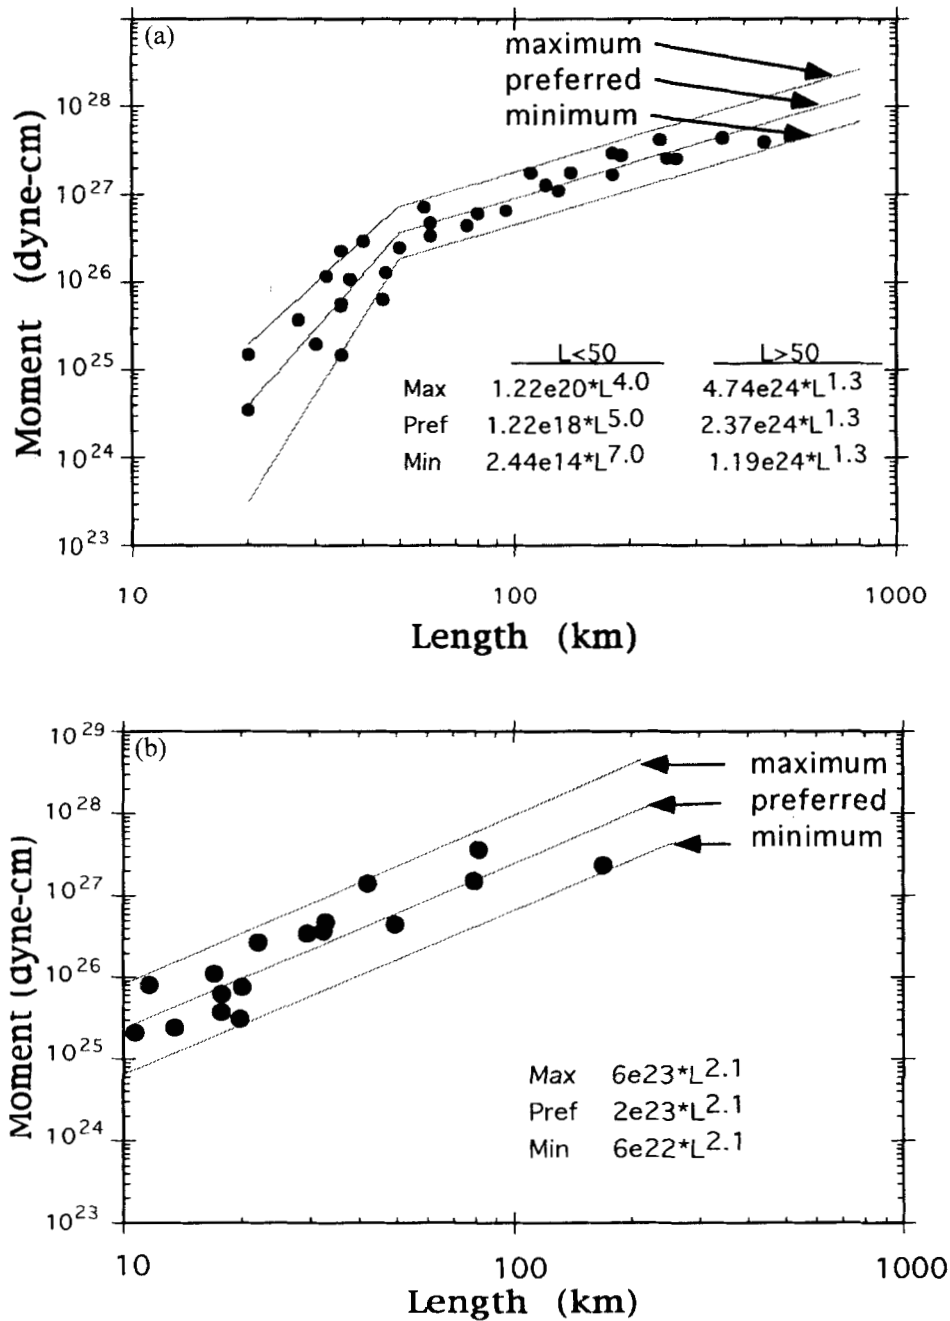 (a)
maximum
preferred
minimum
10^28
10^27
10^26
10^25
10^24
10^23
Moment (dyne-cm)
L<50 L>50
Max 1.22e20*L^4.0 4.74e24*L^1.3
Pref 1.22e18*L^5.0 2.37e24*L^1.3
Min 2.44e14*L^7.0 1.19e24*L^1.3
10 100 1000
Length (km)
(b)
maximum
preferred
minimum
10^29
10^28
10^27
10^26
10^25
10^24
10^23
Moment (dyne-cm)
Max 6e23*L^2.1
Pref 2e23*L^2.1
Min 6e22*L^2.1
10 100 1000
Length (km)